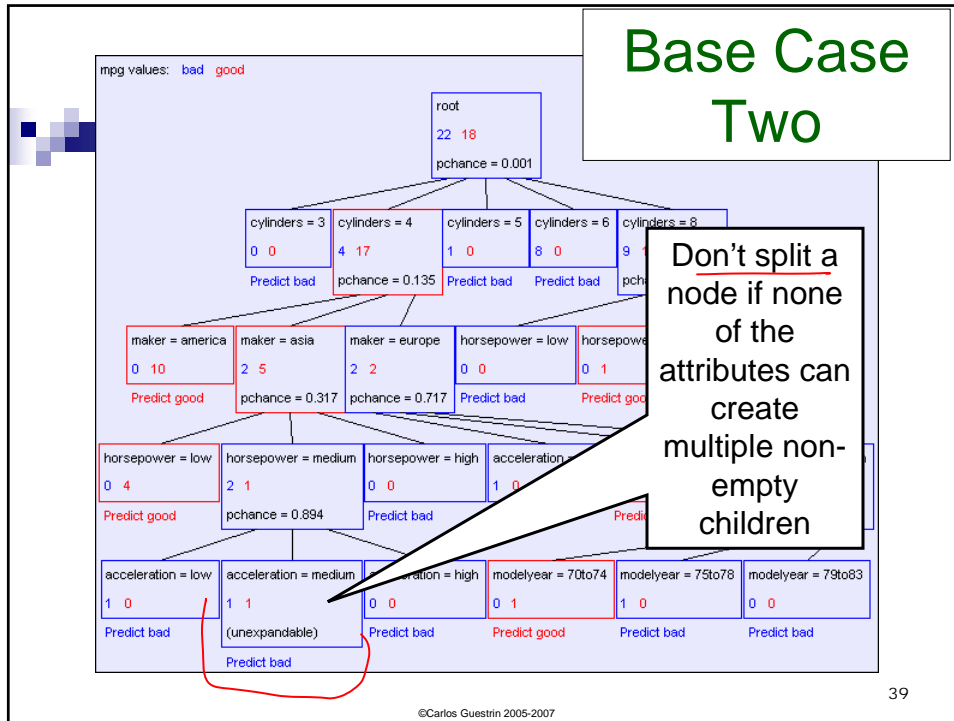 Base Case
Two
mpg values: bad good
root
22 18
pchance = 0.001
cylinders = 3
0 0
Predict bad
cylinders = 4
4 17
pchance = 0.135
cylinders = 5
1 0
Predict bad
cylinders = 6
8 0
Predict bad
cylinders = 8
9
Don't split a
node if none
of the
attributes can
create
multiple non-
empty
children
maker = america
0 10
Predict good
maker = asia
2 5
pchance = 0.317
maker = europe
2 2
pchance = 0.717
horsepower = low
0 0
Predict bad
0 1
horsepower = low
0 4
Predict good
horsepower = medium
2 1
pchance = 0.894
horsepower = high
0 0
Predict bad
acceleration =
1 0
acceleration = low
1 0
Predict bad
acceleration = medium
1 1
(unexpandable)
Predict bad
= high
0 0
Predict bad
modelyear = 70to74
0 1
Predict good
modelyear = 75to78
1 0
Predict bad
modelyear = 79to83
0 0
Predict bad
39
©Carlos Guestrin 2005-2007